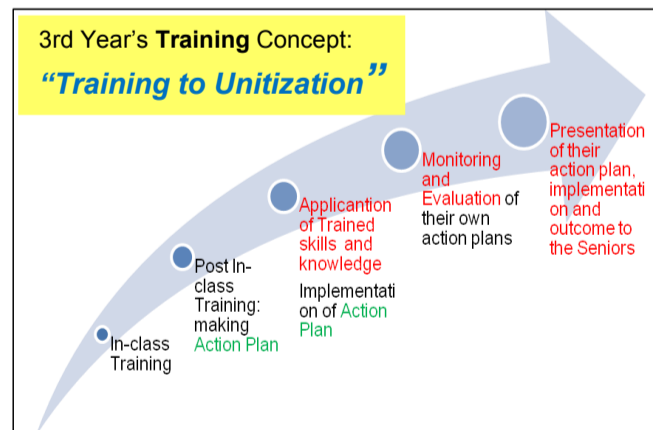 3rd Year's Training Concept:
“Training to Unitization”
In-class
Training
Post In-
class
Training:
making
Action Plan
Applicantion
of Trained
skills and
knowledge
Implementati
on of Action
Plan
Monitoring
and
Evaluation of
their own
action plans
Presentation
of their
action plan,
implementati
on and
outcome to
the Seniors